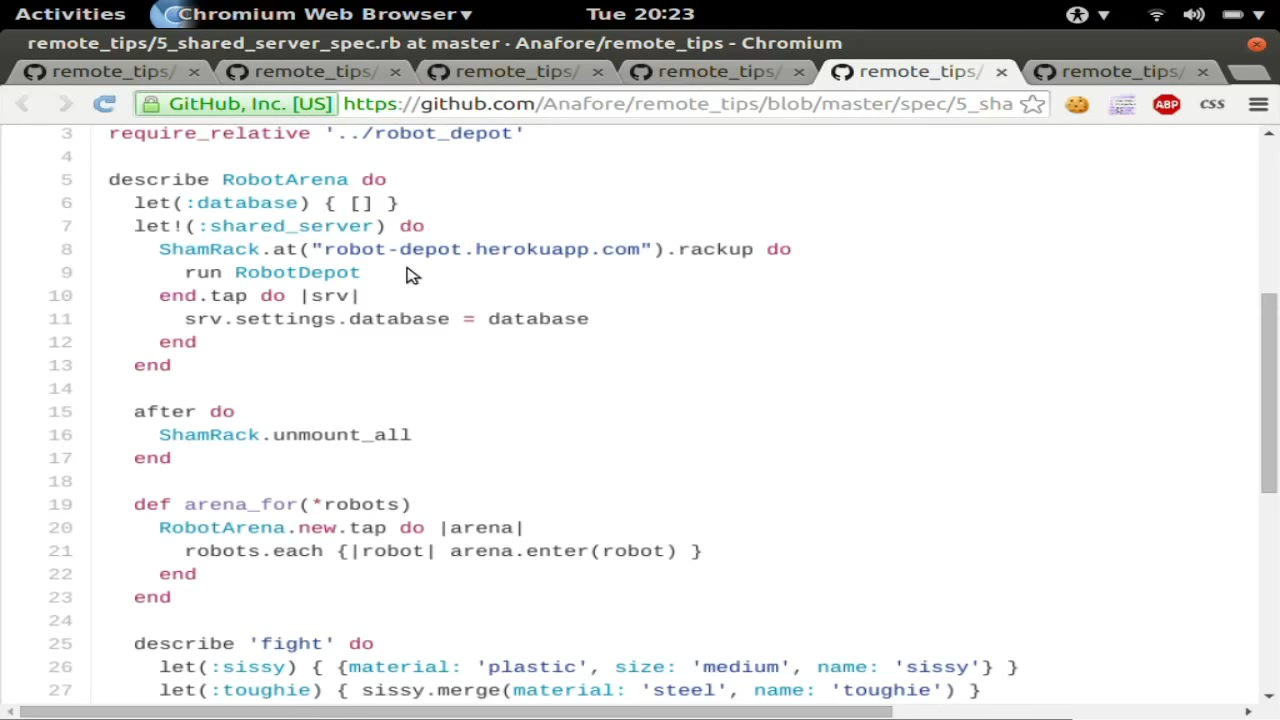 Activities Chromium Web Browser ▾ Tue 20:23
remote_tips/5_shared_server_spec.rb at master · Anafore/remote_tips - Chromium
remote_tips/ × remote_tips/ × remote_tips/ × remote_tips/ × remote_tips/ × remote_tips/ ×
GitHub, Inc. [US] https://github.com/Anafore/remote_tips/blob/master/spec/5_sha ABP CSS
3 require_relative '../robot_depot'
4
5 describe RobotArena do
6 let(:database) { [] }
7 let!(:shared_server) do
8 ShamRack.at("robot-depot.herokuapp.com").rackup do
9 run RobotDepot
10 end.tap do |srv|
11 srv.settings.database = database
12 end
13 end
14
15 after do
16 ShamRack.unmount_all
17 end
18
19 def arena_for(*robots)
20 RobotArena.new.tap do |arena|
21 robots.each {|robot| arena.enter(robot) }
22 end
23 end
24
25 describe 'fight' do
26 let(:sissy) { {material: 'plastic', size: 'medium', name: 'sissy'} }
27 let(:toughie) { sissy.merge(material: 'steel', name: 'toughie') }